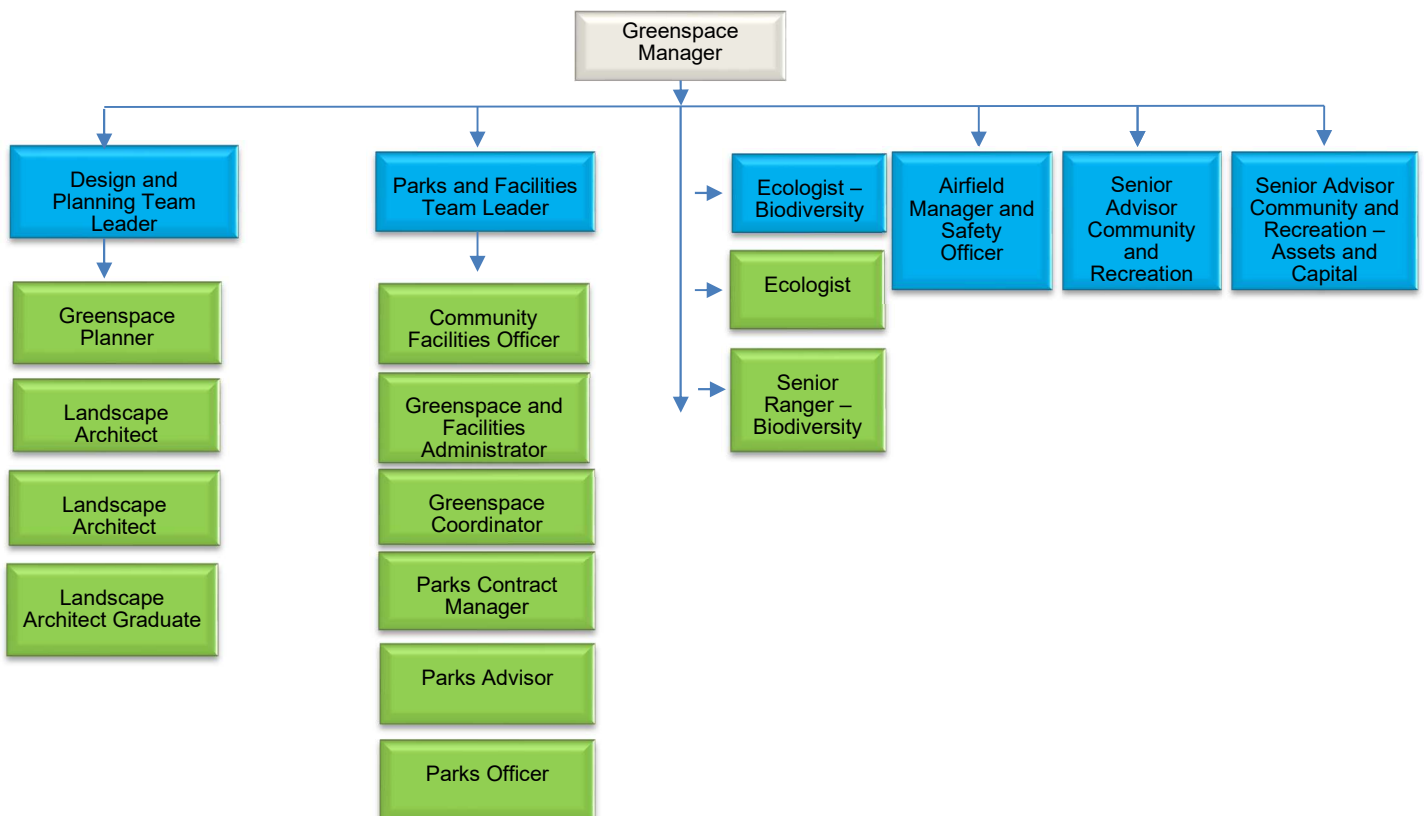 Greenspace
Manager
Design and
Planning Team
Leader
Parks and Facilities
Team Leader
Ecologist –
Biodiversity
Airfield
Manager and
Safety
Officer
Senior
Advisor
Community
and
Recreation
Senior Advisor
Community and
Recreation –
Assets and
Capital
Greenspace
Planner
Landscape
Architect
Landscape
Architect
Landscape
Architect Graduate
Community
Facilities Officer
Greenspace and
Facilities
Administrator
Greenspace
Coordinator
Parks Contract
Manager
Parks Advisor
Parks Officer
Ecologist
Senior
Ranger –
Biodiversity